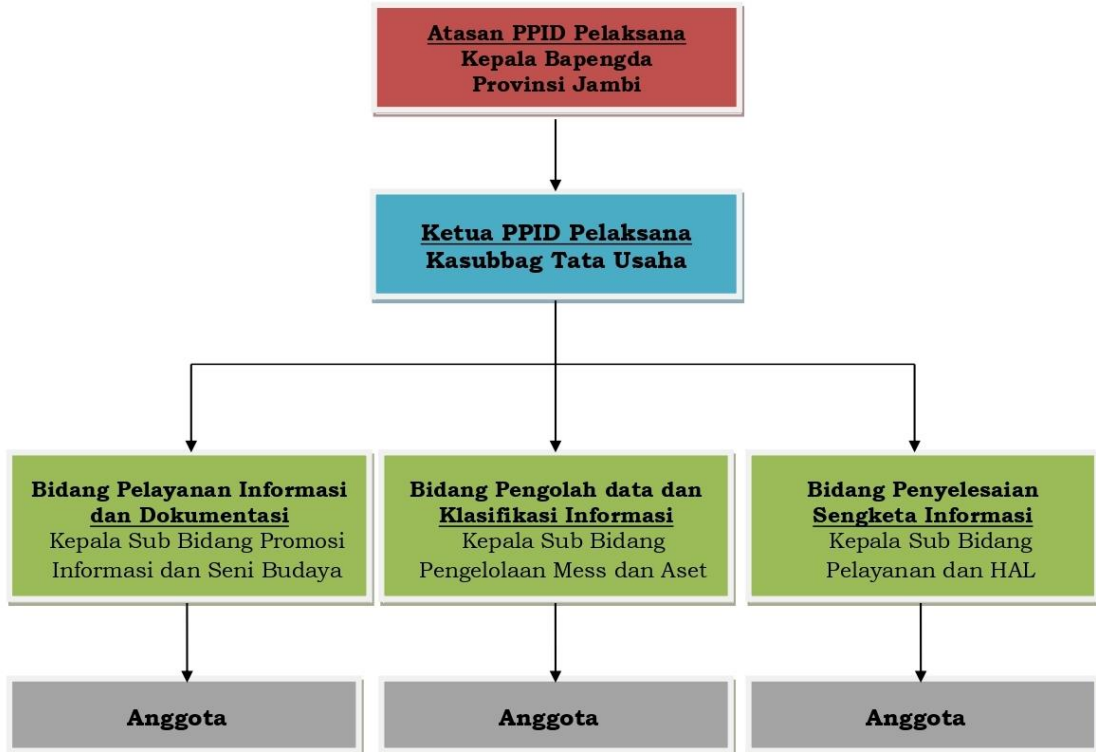 Atasan PPID Pelaksana
Kepala Bapengda
Provinsi Jambi
Ketua PPID Pelaksana
Kasubbag Tata Usaha
Bidang Pelayanan Informasi
dan Dokumentasi
Kepala Sub Bidang Promosi
Informasi dan Seni Budaya
Bidang Pengolah data dan
Klasifikasi Informasi
Kepala Sub Bidang
Pengelolaan Mess dan Aset
Bidang Penyelesaian
Sengketa Informasi
Kepala Sub Bidang
Pelayanan dan HAL
Anggota
Anggota
Anggota